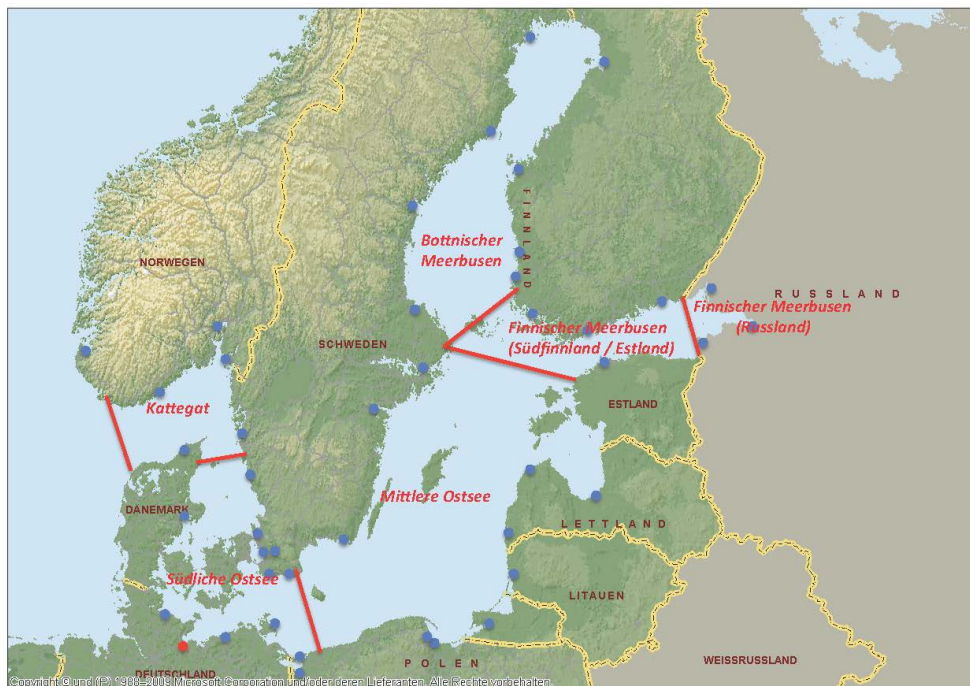 Bottnischer
Meerbusen
FINNLAND
NORWEGEN
RUSSLAND
Finnischer Meerbusen
(Russland)
Finnischer Meerbusen
(Südfinnland / Estland)
SCHWEDEN
Kattegat
ESTLAND
Mittlere Ostsee
DÄNEMARK
LETTLAND
Südliche Ostsee
LITAUEN
POLEN
WEISSRUSSLAND
DEUTSCHLAND
Copyright © und (P) 1988–2009 Microsoft Corporation und/oder deren Lieferanten. Alle Rechte vorbehalten.